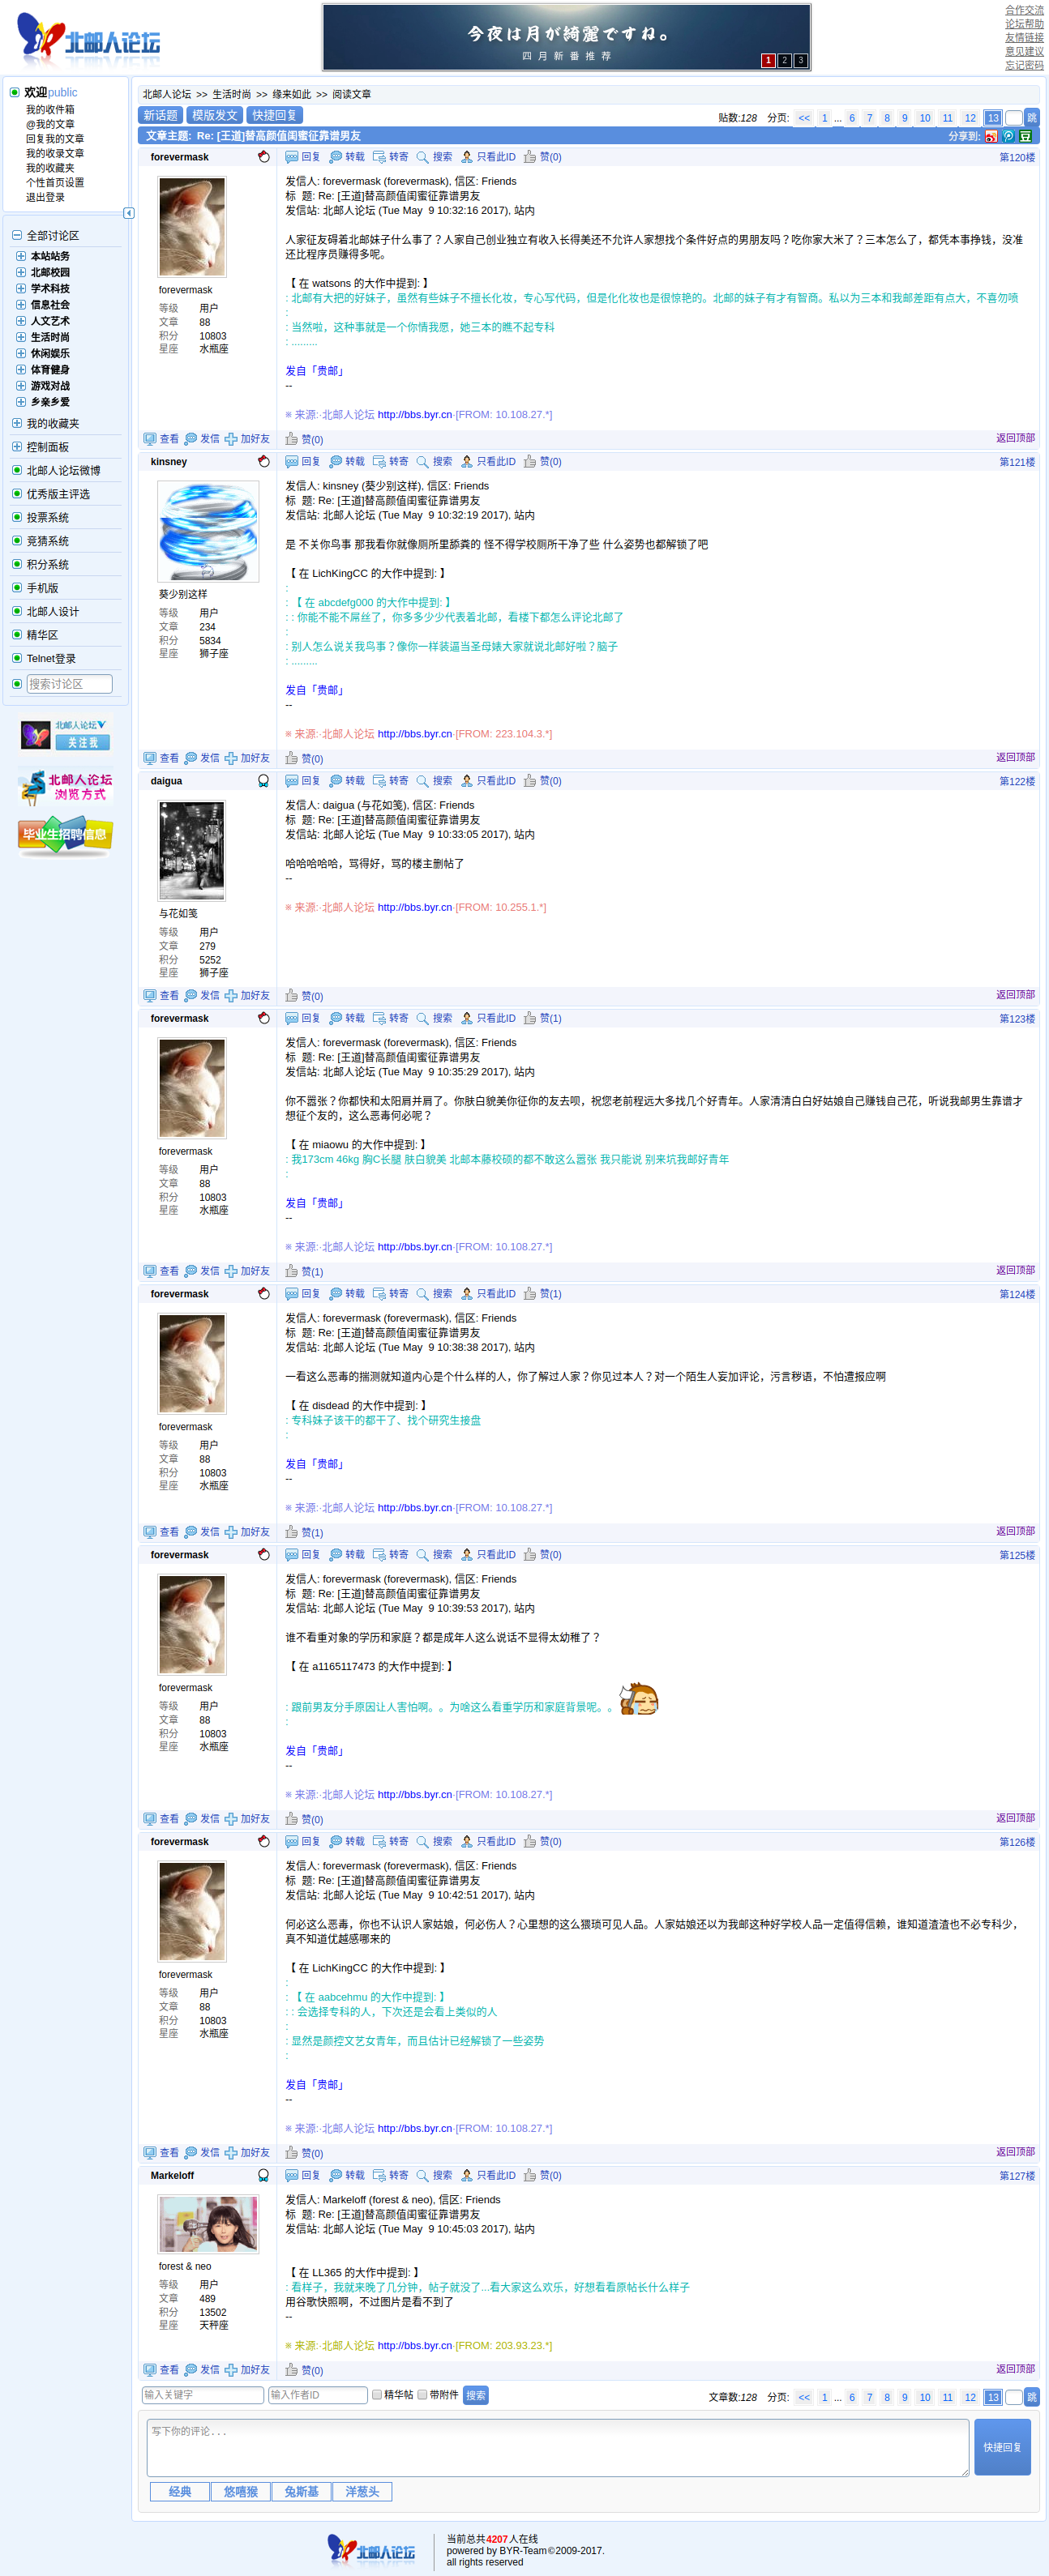 北邮人论坛
今夜は月が綺麗ですね。
四月新番推荐
1 2 3
合作交流
论坛帮助
友情链接
意见建议
忘记密码
欢迎public
我的收件箱
@我的文章
回复我的文章
我的收录文章
我的收藏夹
个性首页设置
退出登录
全部讨论区
本站站务
北邮校园
学术科技
信息社会
人文艺术
生活时尚
休闲娱乐
体育健身
游戏对战
乡亲乡爱
我的收藏夹
控制面板
北邮人论坛微博
优秀版主评选
投票系统
竞猜系统
积分系统
手机版
北邮人设计
精华区
Telnet登录
搜索讨论区
北邮人论坛
关注我
北邮人论坛
浏览方式
毕业生招聘信息
北邮人论坛 >> 生活时尚 >> 缘来如此 >> 阅读文章
新话题 模版发文 快捷回复
贴数:128 分页: << 1 ... 6 7 8 9 10 11 12 13 跳
文章主题: Re: [王道]替高颜值闺蜜征靠谱男友
分享到: 豆
forevermask 回复 转载 转寄 搜索 只看此ID 赞(0) 第120楼
forevermask
等级 用户
文章 88
积分 10803
星座 水瓶座
发信人: forevermask (forevermask), 信区: Friends
标 题: Re: [王道]替高颜值闺蜜征靠谱男友
发信站: 北邮人论坛 (Tue May 9 10:32:16 2017), 站内
人家征友碍着北邮妹子什么事了？人家自己创业独立有收入长得美还不允许人家想找个条件好点的男朋友吗？吃你家大米了？三本怎么了，都凭本事挣钱，没准
还比程序员赚得多呢。
【 在 watsons 的大作中提到: 】
: 北邮有大把的好妹子，虽然有些妹子不擅长化妆，专心写代码，但是化化妆也是很惊艳的。北邮的妹子有才有智商。私以为三本和我邮差距有点大，不喜勿喷
:
: 当然啦，这种事就是一个你情我愿，她三本的瞧不起专科
: .........
发自「贵邮」
--
※ 来源:·北邮人论坛 http://bbs.byr.cn·[FROM: 10.108.27.*]
查看 发信 加好友 赞(0) 返回顶部
kinsney 回复 转载 转寄 搜索 只看此ID 赞(0) 第121楼
葵少别这样
等级 用户
文章 234
积分 5834
星座 狮子座
发信人: kinsney (葵少别这样), 信区: Friends
标 题: Re: [王道]替高颜值闺蜜征靠谱男友
发信站: 北邮人论坛 (Tue May 9 10:32:19 2017), 站内
是 不关你鸟事 那我看你就像厕所里舔粪的 怪不得学校厕所干净了些 什么姿势也都解锁了吧
【 在 LichKingCC 的大作中提到: 】
:
: 【 在 abcdefg000 的大作中提到: 】
: : 你能不能不屌丝了，你多多少少代表着北邮，看楼下都怎么评论北邮了
:
: 别人怎么说关我鸟事？像你一样装逼当圣母婊大家就说北邮好啦？脑子
: .........
发自「贵邮」
--
※ 来源:·北邮人论坛 http://bbs.byr.cn·[FROM: 223.104.3.*]
查看 发信 加好友 赞(0) 返回顶部
daigua 回复 转载 转寄 搜索 只看此ID 赞(0) 第122楼
与花如笺
等级 用户
文章 279
积分 5252
星座 狮子座
发信人: daigua (与花如笺), 信区: Friends
标 题: Re: [王道]替高颜值闺蜜征靠谱男友
发信站: 北邮人论坛 (Tue May 9 10:33:05 2017), 站内
哈哈哈哈哈，骂得好，骂的楼主删帖了
--
※ 来源:·北邮人论坛 http://bbs.byr.cn·[FROM: 10.255.1.*]
查看 发信 加好友 赞(0) 返回顶部
forevermask 回复 转载 转寄 搜索 只看此ID 赞(1) 第123楼
forevermask
等级 用户
文章 88
积分 10803
星座 水瓶座
发信人: forevermask (forevermask), 信区: Friends
标 题: Re: [王道]替高颜值闺蜜征靠谱男友
发信站: 北邮人论坛 (Tue May 9 10:35:29 2017), 站内
你不嚣张？你都快和太阳肩并肩了。你肤白貌美你征你的友去呗，祝您老前程远大多找几个好青年。人家清清白白好姑娘自己赚钱自己花，听说我邮男生靠谱才
想征个友的，这么恶毒何必呢？
【 在 miaowu 的大作中提到: 】
: 我173cm 46kg 胸C长腿 肤白貌美 北邮本藤校硕的都不敢这么嚣张 我只能说 别来坑我邮好青年
:
发自「贵邮」
--
※ 来源:·北邮人论坛 http://bbs.byr.cn·[FROM: 10.108.27.*]
查看 发信 加好友 赞(1) 返回顶部
forevermask 回复 转载 转寄 搜索 只看此ID 赞(1) 第124楼
forevermask
等级 用户
文章 88
积分 10803
星座 水瓶座
发信人: forevermask (forevermask), 信区: Friends
标 题: Re: [王道]替高颜值闺蜜征靠谱男友
发信站: 北邮人论坛 (Tue May 9 10:38:38 2017), 站内
一看这么恶毒的揣测就知道内心是个什么样的人，你了解过人家？你见过本人？对一个陌生人妄加评论，污言秽语，不怕遭报应啊
【 在 disdead 的大作中提到: 】
: 专科妹子该干的都干了、找个研究生接盘
:
发自「贵邮」
--
※ 来源:·北邮人论坛 http://bbs.byr.cn·[FROM: 10.108.27.*]
查看 发信 加好友 赞(1) 返回顶部
forevermask 回复 转载 转寄 搜索 只看此ID 赞(0) 第125楼
forevermask
等级 用户
文章 88
积分 10803
星座 水瓶座
发信人: forevermask (forevermask), 信区: Friends
标 题: Re: [王道]替高颜值闺蜜征靠谱男友
发信站: 北邮人论坛 (Tue May 9 10:39:53 2017), 站内
谁不看重对象的学历和家庭？都是成年人这么说话不显得太幼稚了？
【 在 a1165117473 的大作中提到: 】
: 跟前男友分手原因让人害怕啊。。为啥这么看重学历和家庭背景呢。。
:
发自「贵邮」
--
※ 来源:·北邮人论坛 http://bbs.byr.cn·[FROM: 10.108.27.*]
查看 发信 加好友 赞(0) 返回顶部
forevermask 回复 转载 转寄 搜索 只看此ID 赞(0) 第126楼
forevermask
等级 用户
文章 88
积分 10803
星座 水瓶座
发信人: forevermask (forevermask), 信区: Friends
标 题: Re: [王道]替高颜值闺蜜征靠谱男友
发信站: 北邮人论坛 (Tue May 9 10:42:51 2017), 站内
何必这么恶毒，你也不认识人家姑娘，何必伤人？心里想的这么猥琐可见人品。人家姑娘还以为我邮这种好学校人品一定值得信赖，谁知道渣渣也不必专科少，
真不知道优越感哪来的
【 在 LichKingCC 的大作中提到: 】
:
: 【 在 aabcehmu 的大作中提到: 】
: : 会选择专科的人，下次还是会看上类似的人
:
: 显然是颜控文艺女青年，而且估计已经解锁了一些姿势
:
发自「贵邮」
--
※ 来源:·北邮人论坛 http://bbs.byr.cn·[FROM: 10.108.27.*]
查看 发信 加好友 赞(0) 返回顶部
Markeloff 回复 转载 转寄 搜索 只看此ID 赞(0) 第127楼
forest & neo
等级 用户
文章 489
积分 13502
星座 天秤座
发信人: Markeloff (forest & neo), 信区: Friends
标 题: Re: [王道]替高颜值闺蜜征靠谱男友
发信站: 北邮人论坛 (Tue May 9 10:45:03 2017), 站内
【 在 LL365 的大作中提到: 】
: 看样子，我就来晚了几分钟，帖子就没了...看大家这么欢乐，好想看看原帖长什么样子
用谷歌快照啊，不过图片是看不到了
--
※ 来源:·北邮人论坛 http://bbs.byr.cn·[FROM: 203.93.23.*]
查看 发信 加好友 赞(0) 返回顶部
输入关键字 输入作者ID 精华帖 带附件 搜索
文章数:128 分页: << 1 ... 6 7 8 9 10 11 12 13 跳
写下你的评论...
快捷回复
经典 悠嘻猴 兔斯基 洋葱头
北邮人论坛
当前总共4207人在线
powered by BYR-Team©2009-2017.
all rights reserved